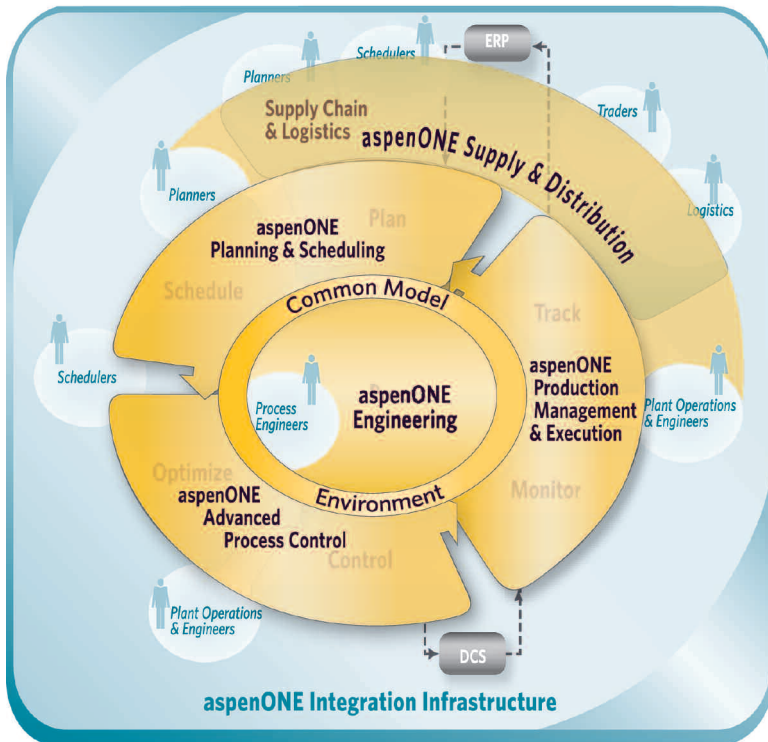 ERP
Schedulers
Planners
Supply Chain
& Logistics
aspenONE Supply & Distribution
Traders
Planners
Logistics
aspenONE
Planning & Scheduling
Plan
Schedule
Common Model
Track
Schedulers
Process
Engineers
aspenONE
Engineering
aspenONE
Production
Management
& Execution
Plant Operations
& Engineers
Optimize
aspenONE
Advanced
Process Control
Environment
Monitor
Control
Plant Operations
& Engineers
DCS
aspenONE Integration Infrastructure